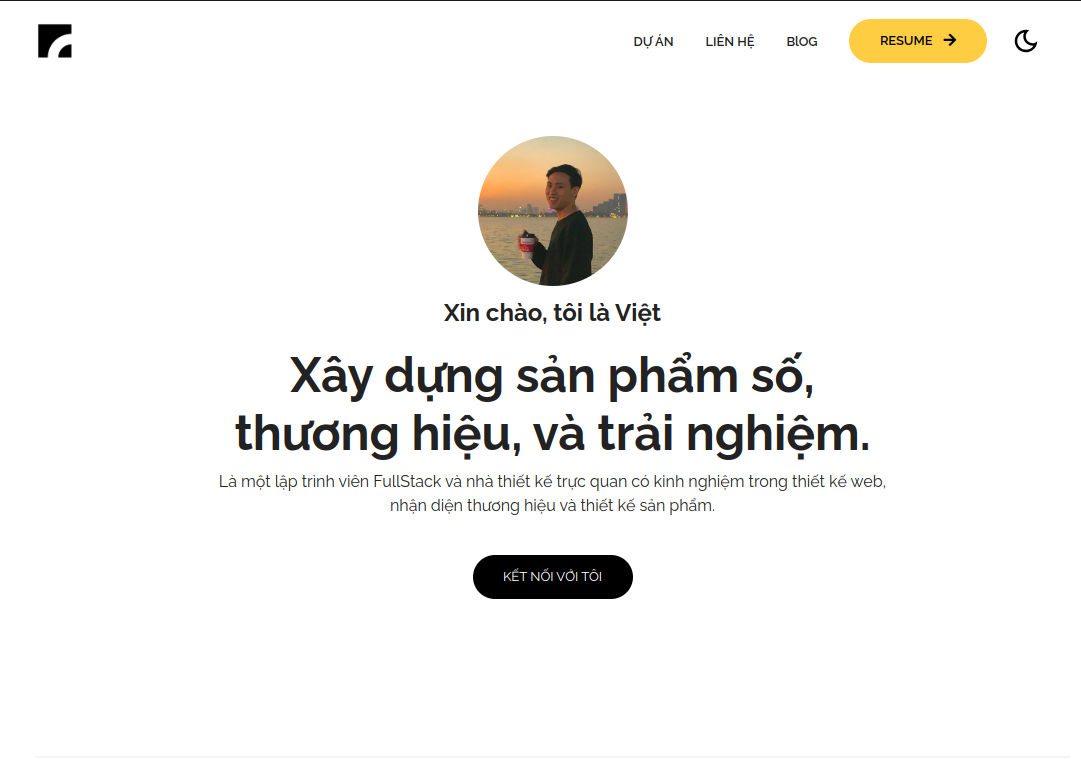 DỰ ÁN
LIÊN HỆ
BlOG
RESUME
Xin chào, tôi là Việt
Xây dựng sản phẩm số,
thương hiệu, và trải nghiệm.
Là một lập trình viên FullStack và nhà thiết kế trực quan có kinh nghiệm trong thiết kế web,
nhận diện thương hiệu và thiết kế sản phẩm.
KẾT NỐI VỚI TÔI